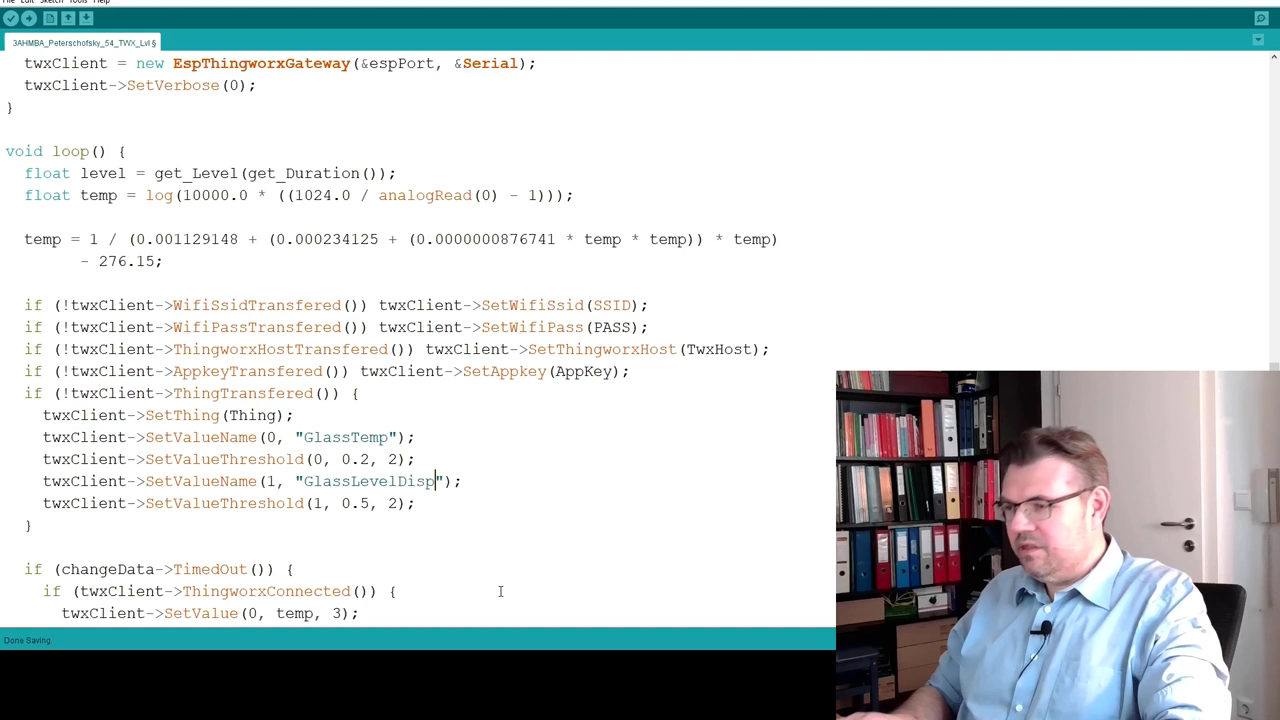 File Edit Sketch Tools Help
3AHMBA_Peterschofsky_54_TWX_Lvl §
twxClient = new EspThingworxGateway(&espPort, &Serial);
twxClient->SetVerbose(0);
}
void loop() {
float level = get_Level(get_Duration());
float temp = log(10000.0 * ((1024.0 / analogRead(0) - 1)));
temp = 1 / (0.001129148 + (0.000234125 + (0.0000000876741 * temp * temp)) * temp)
- 276.15;
if (!twxClient->WifiSsidTransfered()) twxClient->SetWifiSsid(SSID);
if (!twxClient->WifiPassTransfered()) twxClient->SetWifiPass(PASS);
if (!twxClient->ThingworxHostTransfered()) twxClient->SetThingworxHost(TwxHost);
if (!twxClient->AppkeyTransfered()) twxClient->SetAppkey(AppKey);
if (!twxClient->ThingTransfered()) {
twxClient->SetThing(Thing);
twxClient->SetValueName(0, "GlassTemp");
twxClient->SetValueThreshold(0, 0.2, 2);
twxClient->SetValueName(1, "GlassLevelDisp");
twxClient->SetValueThreshold(1, 0.5, 2);
}
if (changeData->TimedOut()) {
if (twxClient->ThingworxConnected()) {
twxClient->SetValue(0, temp, 3);
Done Saving.